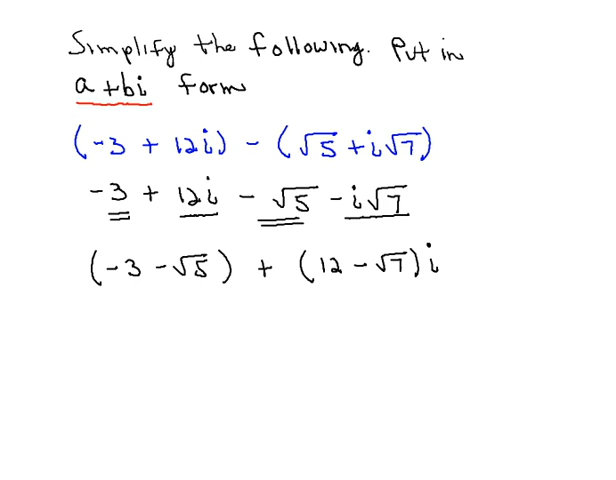 Simplify the following. Put in
a+bi form
(-3 + 12i) - (√5 + i√7)
-3 + 12i - √5 - i√7
(-3 - √5) + (12 - √7)i